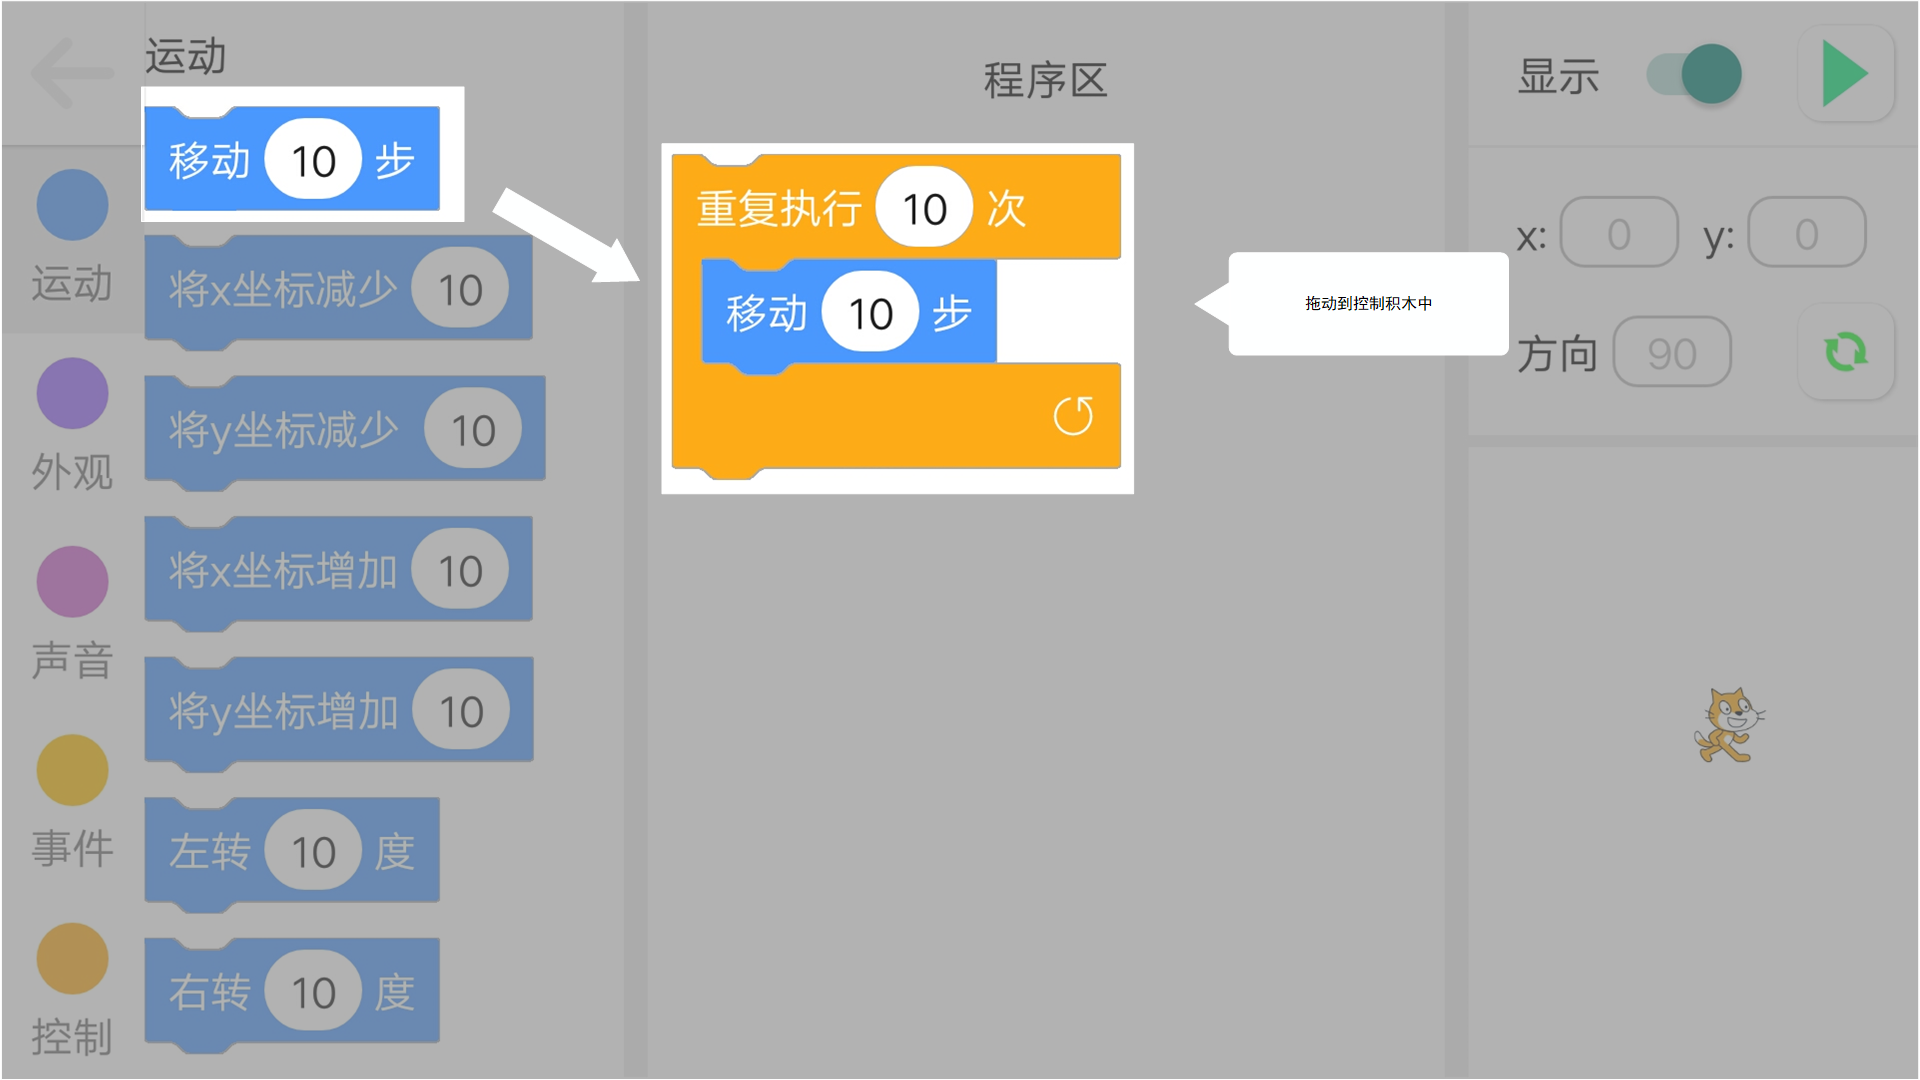 运动
移动 10 步
将x坐标减少 10
将y坐标减少 10
将x坐标增加 10
将y坐标增加 10
左转 10 度
右转 10 度
运动
外观
声音
事件
控制
程序区
重复执行 10 次
移动 10 步
拖动到控制积木中
显示
x: 0 y: 0
方向 90